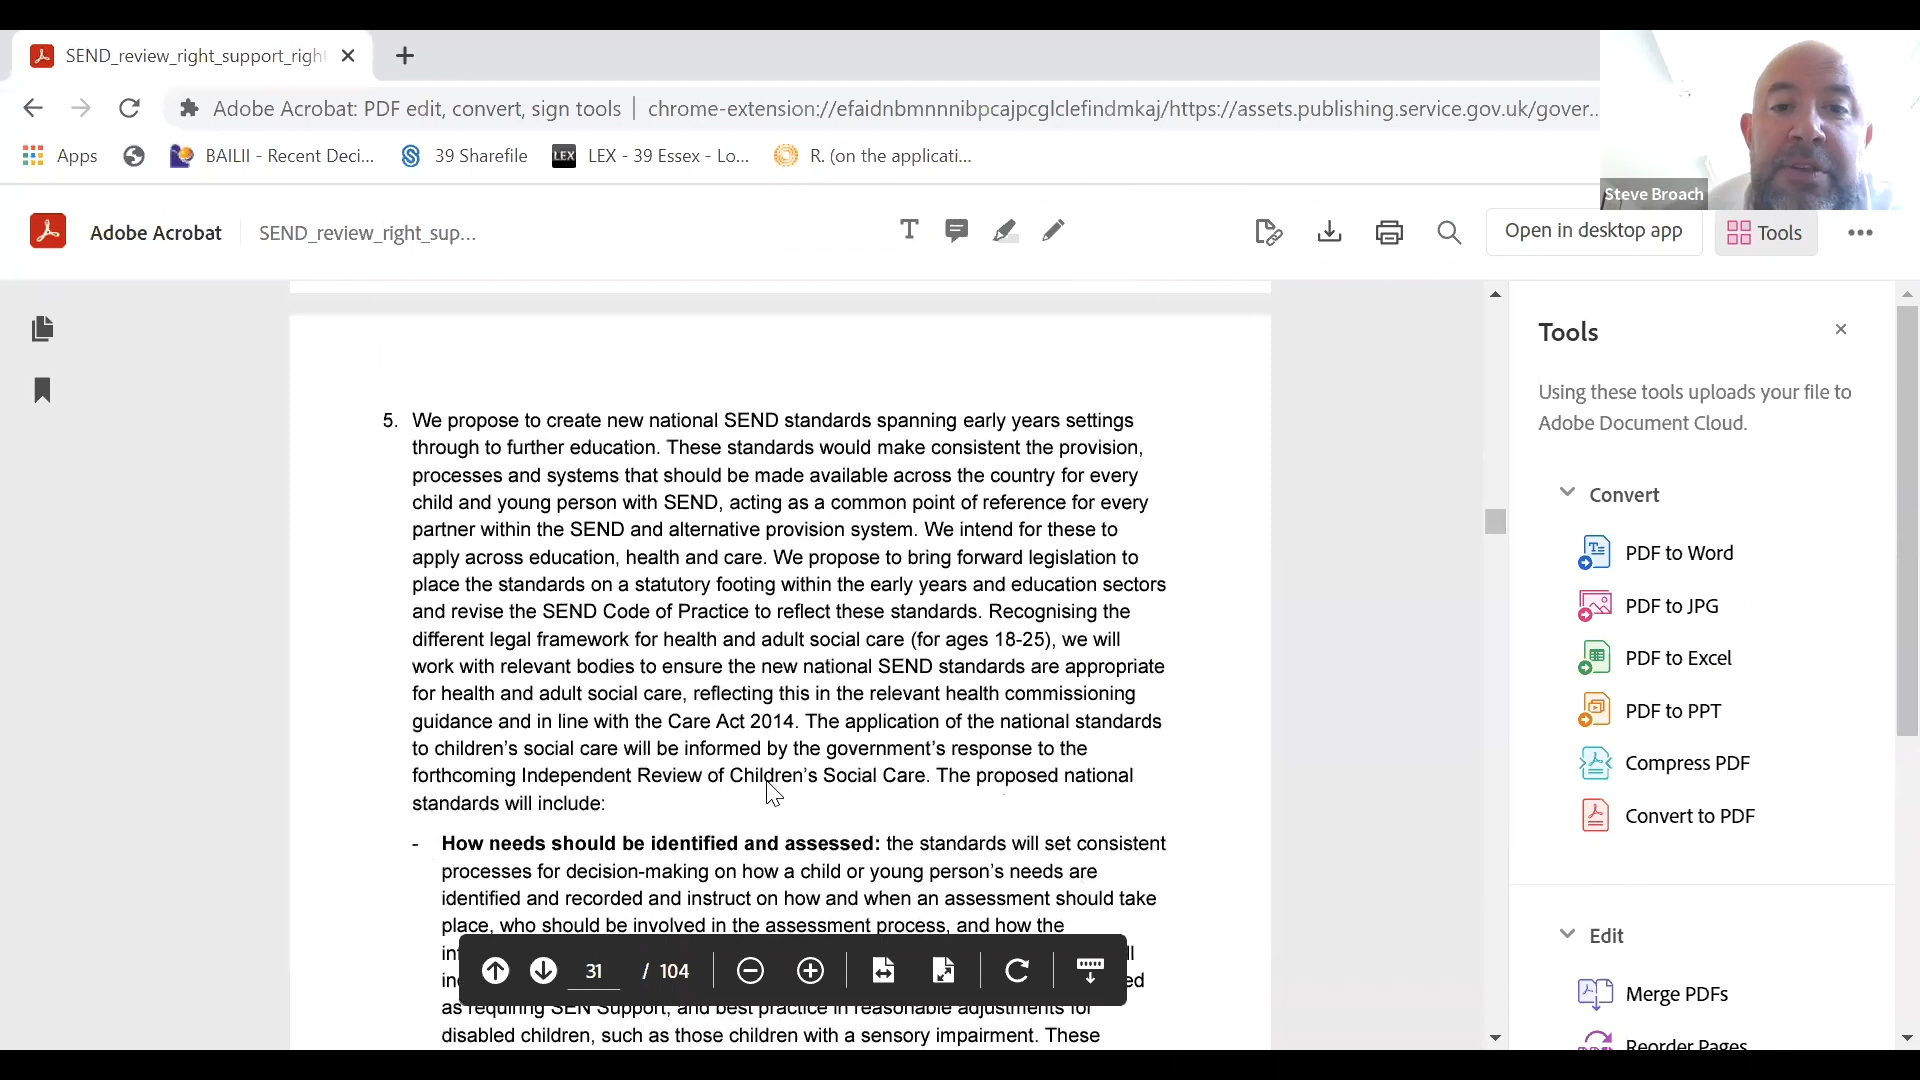 SEND_review_right_support_righ
Adobe Acrobat: PDF edit, convert, sign tools | chrome-extension://efaidnbmnnnibpcajpcglclefindmkaj/https://assets.publishing.service.gov.uk/gover...
Apps
BAILII - Recent Deci...
39 Sharefile
LEX
LEX - 39 Essex - Lo...
R. (on the applicati...
Steve Broach
Adobe Acrobat
SEND_review_right_sup...
T
Open in desktop app
Tools
5. We propose to create new national SEND standards spanning early years settings
through to further education. These standards would make consistent the provision,
processes and systems that should be made available across the country for every
child and young person with SEND, acting as a common point of reference for every
partner within the SEND and alternative provision system. We intend for these to
apply across education, health and care. We propose to bring forward legislation to
place the standards on a statutory footing within the early years and education sectors
and revise the SEND Code of Practice to reflect these standards. Recognising the
different legal framework for health and adult social care (for ages 18-25), we will
work with relevant bodies to ensure the new national SEND standards are appropriate
for health and adult social care, reflecting this in the relevant health commissioning
guidance and in line with the Care Act 2014. The application of the national standards
to children's social care will be informed by the government's response to the
forthcoming Independent Review of Children's Social Care. The proposed national
standards will include:
- How needs should be identified and assessed: the standards will set consistent
processes for decision-making on how a child or young person's needs are
identified and recorded and instruct on how and when an assessment should take
place, who should be involved in the assessment process, and how the
as requiring SEN Support, and best practice in reasonable adjustments for
disabled children, such as those children with a sensory impairment. These
31 / 104
Tools
Using these tools uploads your file to
Adobe Document Cloud.
Convert
PDF to Word
PDF to JPG
PDF to Excel
PDF to PPT
Compress PDF
Convert to PDF
Edit
Merge PDFs
Reorder Pages